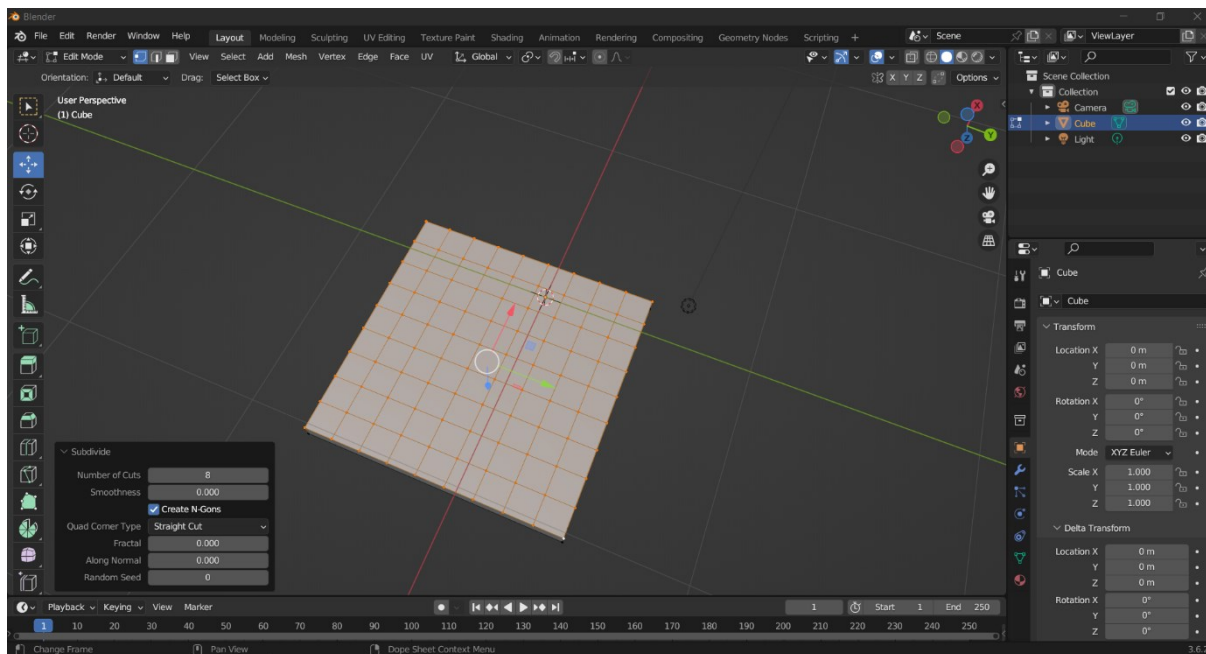 Blender
File Edit Render Window Help Layout Modeling Sculpting UV Editing Texture Paint Shading Animation Rendering Compositing Geometry Nodes Scripting + Scene ViewLayer
Edit Mode View Select Add Mesh Vertex Edge Face UV Global
Orientation: Default Drag: Select Box X Y Z Options
User Perspective
(1) Cube
X
Y
Z
Scene Collection
Collection
Camera
Cube
Light
Cube
Cube
Transform
Location X 0 m
Y 0 m
Z 0 m
Rotation X 0°
Y 0°
Z 0°
Mode XYZ Euler
Scale X 1.000
Y 1.000
Z 1.000
Delta Transform
Location X 0 m
Y 0 m
Z 0 m
Rotation X 0°
Y 0°
Z 0°
Subdivide
Number of Cuts 8
Smoothness 0.000
Create N-Gons
Quad Corner Type Straight Cut
Fractal 0.000
Along Normal 0.000
Random Seed 0
Playback Keying View Marker 1 Start 1 End 250
1 10 20 30 40 50 60 70 80 90 100 110 120 130 140 150 160 170 180 190 200 210 220 230 240 250
Change Frame Pan View Dope Sheet Context Menu